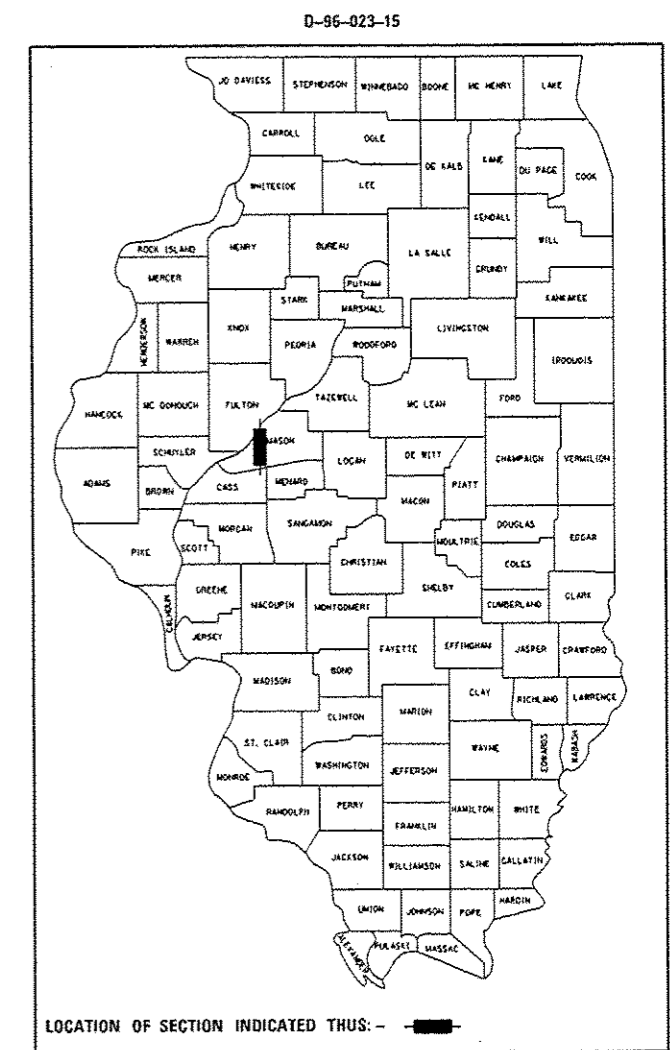 D-96-023-15
JO DAVIESS STEPHENSON WINNEBAGO BOONE MC HENRY LAKE
CARROLL OGLE DE KALB KANE DU PAGE COOK
WHITESIDE LEE KENDALL WILL
ROCK ISLAND HENRY BUREAU LA SALLE GRUNDY
MERCER PUTNAM KANKAKEE
STARK MARSHALL
HENDERSON WARREN KNOX PEORIA WOODFORD LIVINGSTON IROQUOIS
HANCOCK MC DONOUGH FULTON TAZEWELL MC LEAN FORD
MASON
SCHUYLER LOGAN DE WITT CHAMPAIGN VERMILION
ADAMS BROWN CASS MENARD MACON PIATT
PIKE SCOTT MORGAN SANGAMON MOULTRIE DOUGLAS EDGAR
CHRISTIAN COLES
CALHOUN GREENE MACOUPIN MONTGOMERY SHELBY CUMBERLAND CLARK
JERSEY FAYETTE EFFINGHAM JASPER CRAWFORD
MADISON BOND CLAY RICHLAND LAWRENCE
CLINTON MARION
ST. CLAIR WAYNE EDWARDS WABASH
MONROE WASHINGTON JEFFERSON
RANDOLPH PERRY HAMILTON WHITE
FRANKLIN
JACKSON WILLIAMSON SALINE GALLATIN
UNION JOHNSON POPE HARDIN
ALEXANDER PULASKI MASSAC
LOCATION OF SECTION INDICATED THUS: -